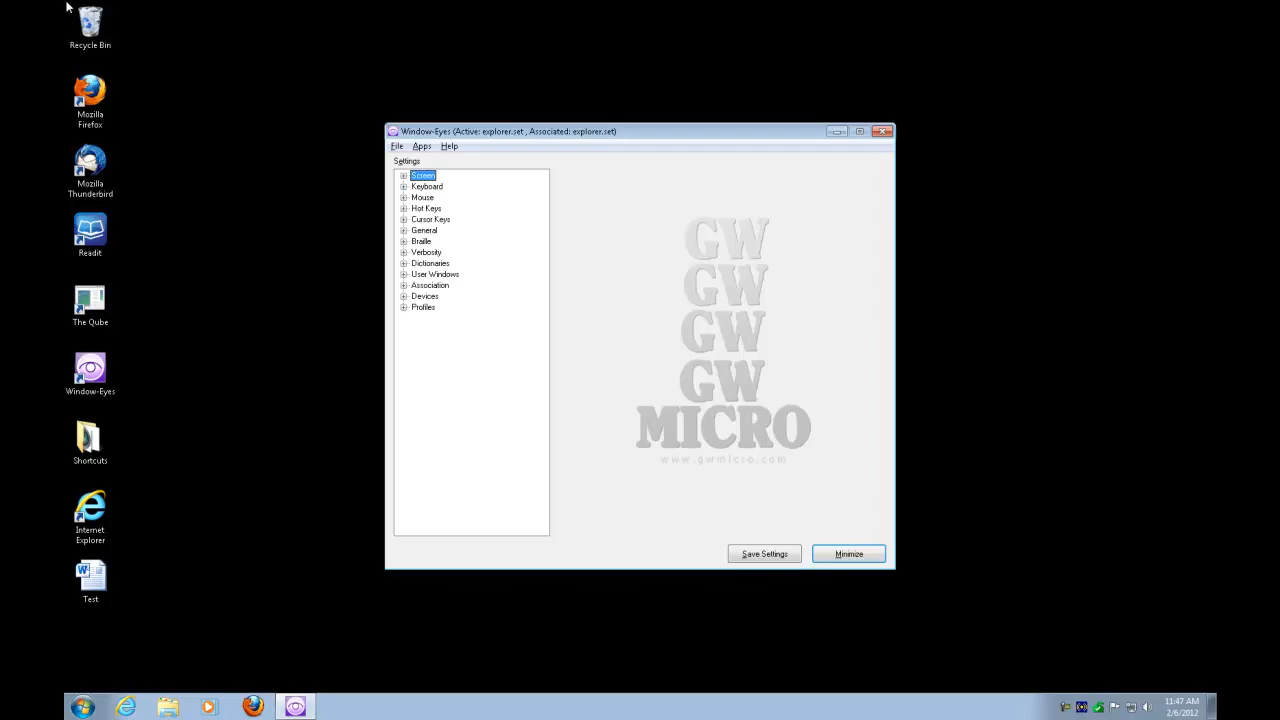 Recycle Bin
Mozilla
Firefox
Mozilla
Thunderbird
Readit
The Qube
Window-Eyes
Shortcuts
Internet
Explorer
Test
Window-Eyes (Active: explorer.set , Associated: explorer.set)
File Apps Help
Settings
Screen
Keyboard
Mouse
Hot Keys
Cursor Keys
General
Braille
Verbosity
Dictionaries
User Windows
Association
Devices
Profiles
GW
GW
GW
GW
MICRO
www.gwmicro.com
Save Settings Minimize
11:47 AM
2/6/2012